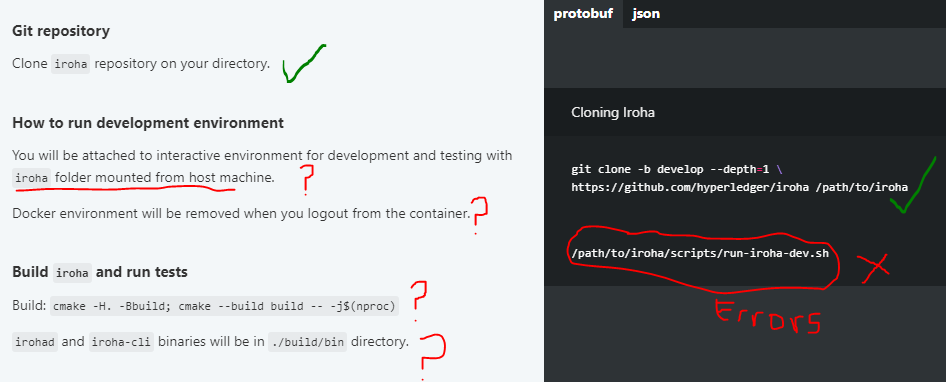 Git repository
Clone iroha repository on your directory.
How to run development environment
You will be attached to interactive environment for development and testing with
iroha folder mounted from host machine.
?
Docker environment will be removed when you logout from the container.
?
Build iroha and run tests
Build: cmake -H. -Bbuild; cmake --build build -- -j$(nproc)
?
irohad and iroha-cli binaries will be in ./build/bin directory.
?
protobuf json
Cloning Iroha
git clone -b develop --depth=1 \
https://github.com/hyperledger/iroha /path/to/iroha
/path/to/iroha/scripts/run-iroha-dev.sh
X
Errors